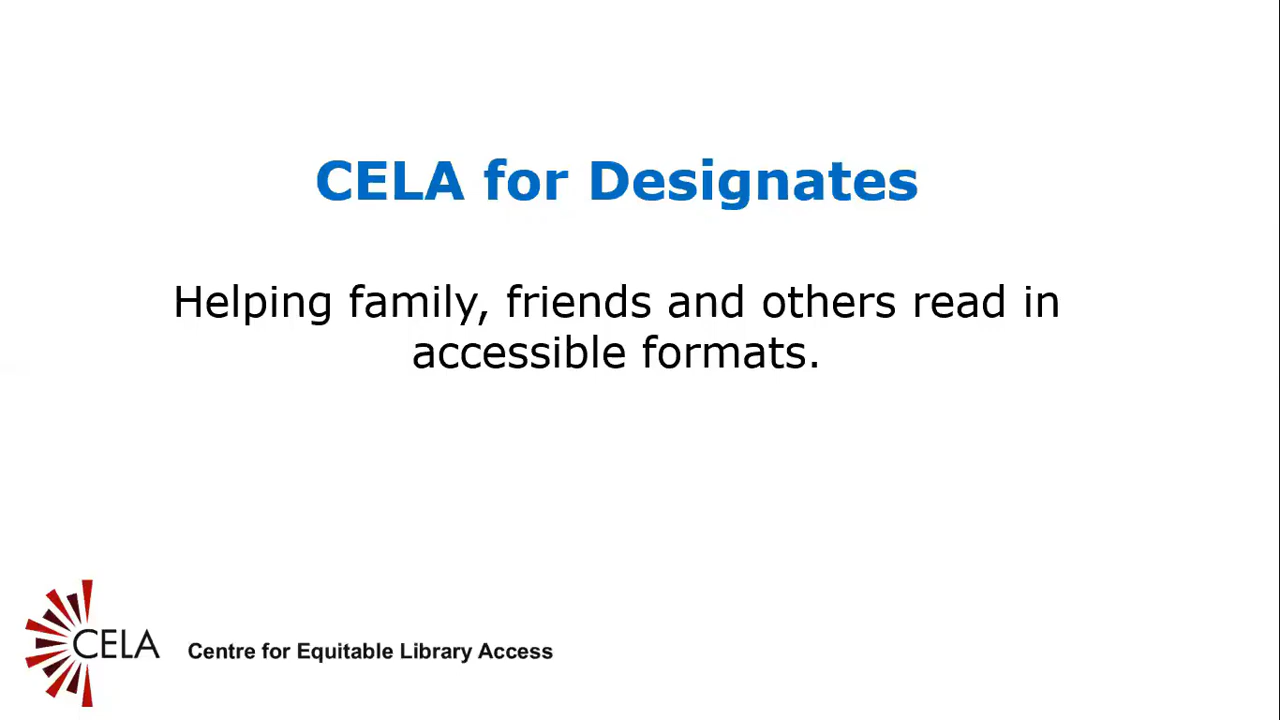 CELA for Designates
Helping family, friends and others read in
accessible formats.
CELA
Centre for Equitable Library Access